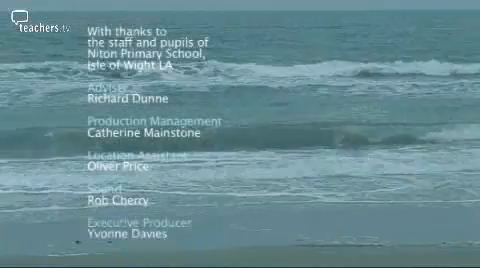 teachers.tv
With thanks to
the staff and pupils of
Niton Primary School,
Isle of Wight LA
Adviser
Richard Dunne
Production Management
Catherine Mainstone
Location Assistant
Oliver Price
Sound
Rob Cherry
Executive Producer
Yvonne Davies